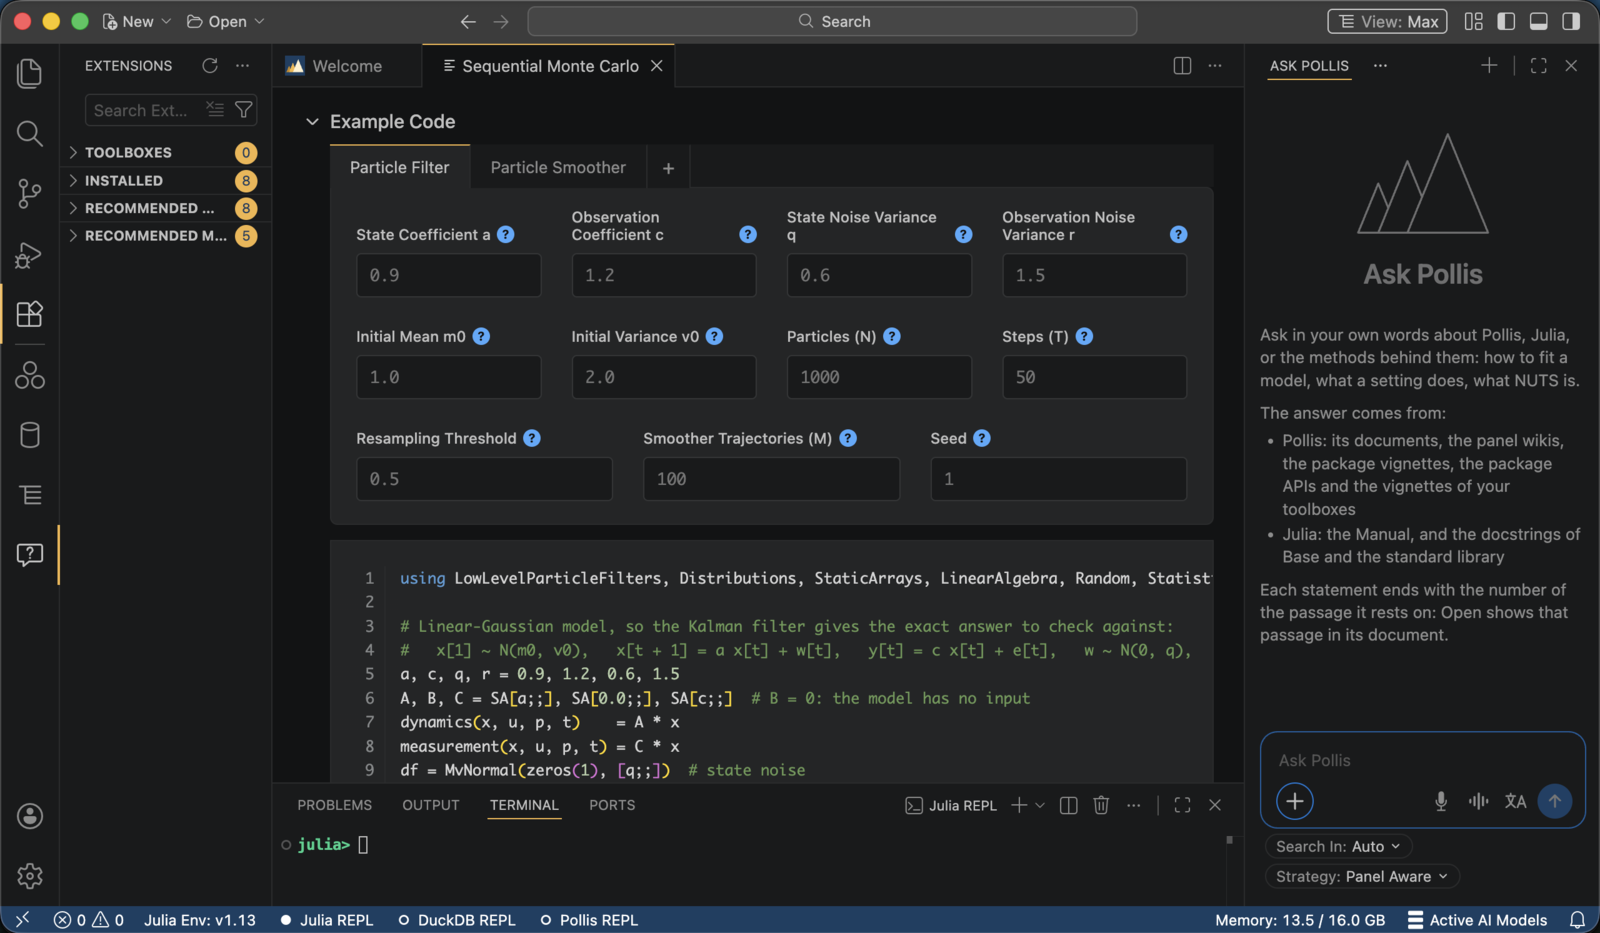 New
Open
Search
View: Max
EXTENSIONS
Search Ext...
TOOLBOXES 0
INSTALLED 8
RECOMMENDED ... 8
RECOMMENDED M... 5
Welcome
Sequential Monte Carlo
Example Code
Particle Filter
Particle Smoother
+
State Coefficient a ?
Observation
Coefficient c ?
State Noise Variance
q ?
Observation Noise
Variance r ?
0.9
1.2
0.6
1.5
Initial Mean m0 ?
Initial Variance v0 ?
Particles (N) ?
Steps (T) ?
1.0
2.0
1000
50
Resampling Threshold ?
Smoother Trajectories (M) ?
Seed ?
0.5
100
1
1 using LowLevelParticleFilters, Distributions, StaticArrays, LinearAlgebra, Random, Statist
2
3 # Linear-Gaussian model, so the Kalman filter gives the exact answer to check against:
4 #   x[1] ~ N(m0, v0),   x[t + 1] = a x[t] + w[t],   y[t] = c x[t] + e[t],   w ~ N(0, q),
5 a, c, q, r = 0.9, 1.2, 0.6, 1.5
6 A, B, C = SA[a;;], SA[0.0;;], SA[c;;]  # B = 0: the model has no input
7 dynamics(x, u, p, t)    = A * x
8 measurement(x, u, p, t) = C * x
9 df = MvNormal(zeros(1), [q;;])  # state noise
PROBLEMS
OUTPUT
TERMINAL
PORTS
Julia REPL
julia>
ASK POLLIS
Ask Pollis
Ask in your own words about Pollis, Julia,
or the methods behind them: how to fit a
model, what a setting does, what NUTS is.
The answer comes from:
• Pollis: its documents, the panel wikis,
the package vignettes, the package
APIs and the vignettes of your
toolboxes
• Julia: the Manual, and the docstrings of
Base and the standard library
Each statement ends with the number of
the passage it rests on: Open shows that
passage in its document.
Ask Pollis
Search In: Auto
Strategy: Panel Aware
0 0
Julia Env: v1.13
Julia REPL
DuckDB REPL
Pollis REPL
Memory: 13.5 / 16.0 GB
Active AI Models